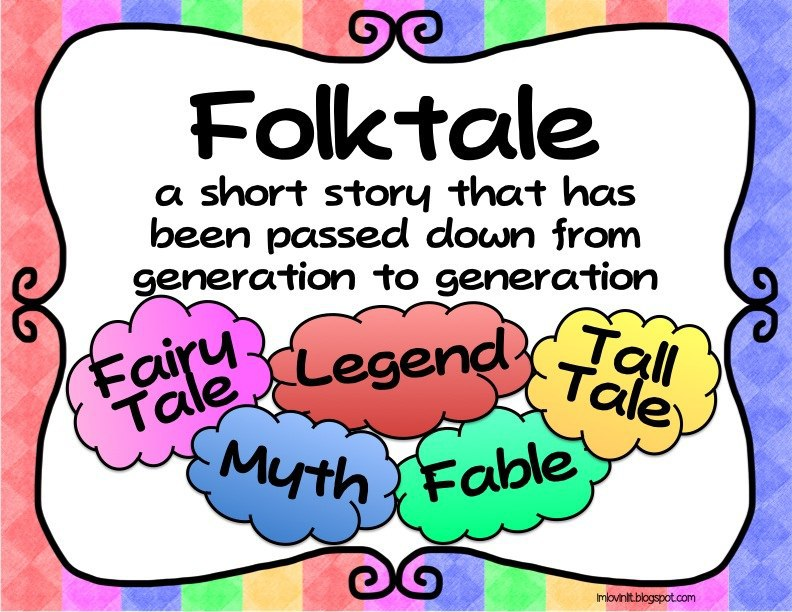 Folktale
a short story that has
been passed down from
generation to generation
Fairy
Tale
Legend
Tall
Tale
Myth
Fable
imlovinlit.blogspot.com